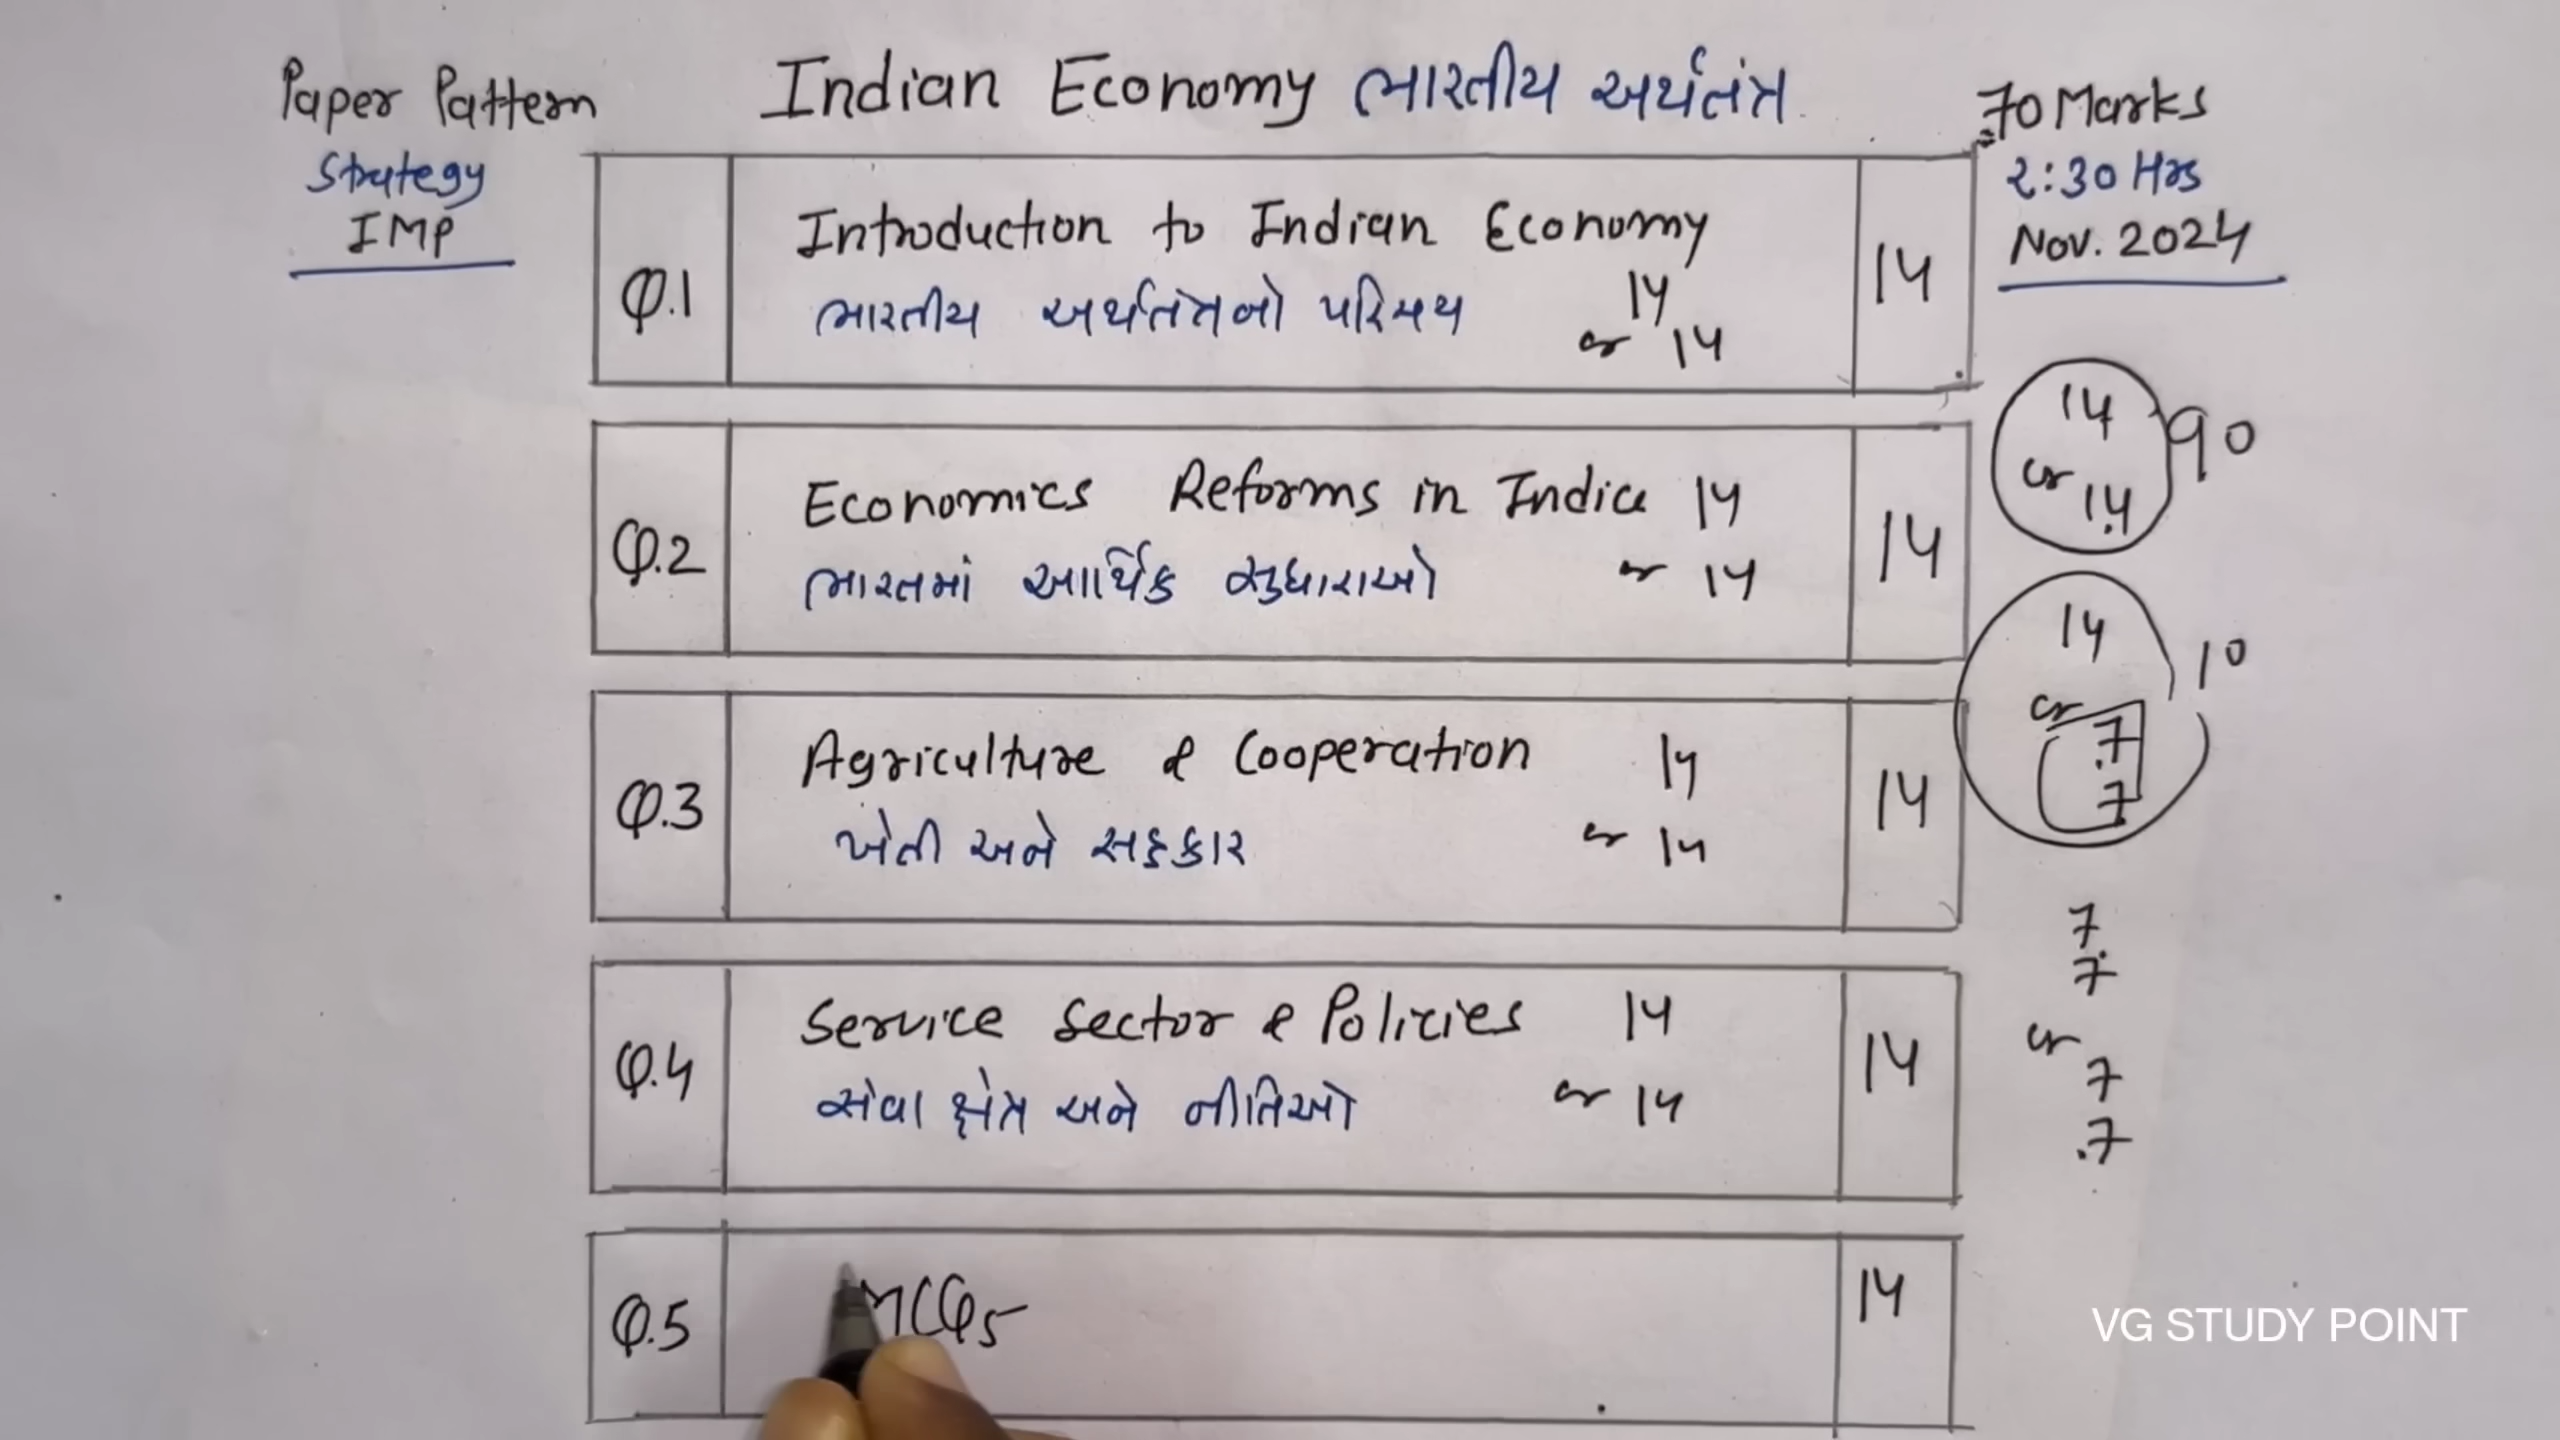 Paper Pattern
Strategy
IMP
Indian Economy ભારતીય અર્થતંત્ર
70 Marks
2:30 Hrs
Nov. 2024
Q.1
Introduction to Indian Economy
ભારતીય અર્થતંત્રનો પરિચય
14
or 14
14
Q.2
Economics Reforms in India 14
ભારતમાં આર્થિક સુધારાઓ or 14
14
Q.3
Agriculture & Cooperation 14
ખેતી અને સહકાર or 14
14
Q.4
Service Sector & Policies 14
સેવા ક્ષેત્ર અને નીતિઓ or 14
14
Q.5
MCQs
14
14
or
14
90
14
or
7
7
10
7
7
or
7
7
VG STUDY POINT